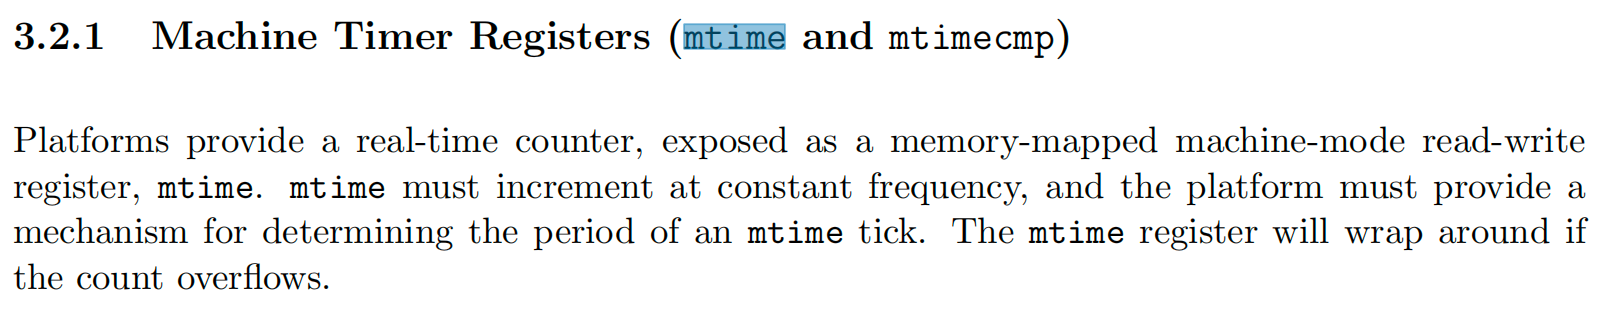 3.2.1 Machine Timer Registers (mtime and mtimecmp)
Platforms provide a real-time counter, exposed as a memory-mapped machine-mode read-write
register, mtime. mtime must increment at constant frequency, and the platform must provide a
mechanism for determining the period of an mtime tick. The mtime register will wrap around if
the count overflows.